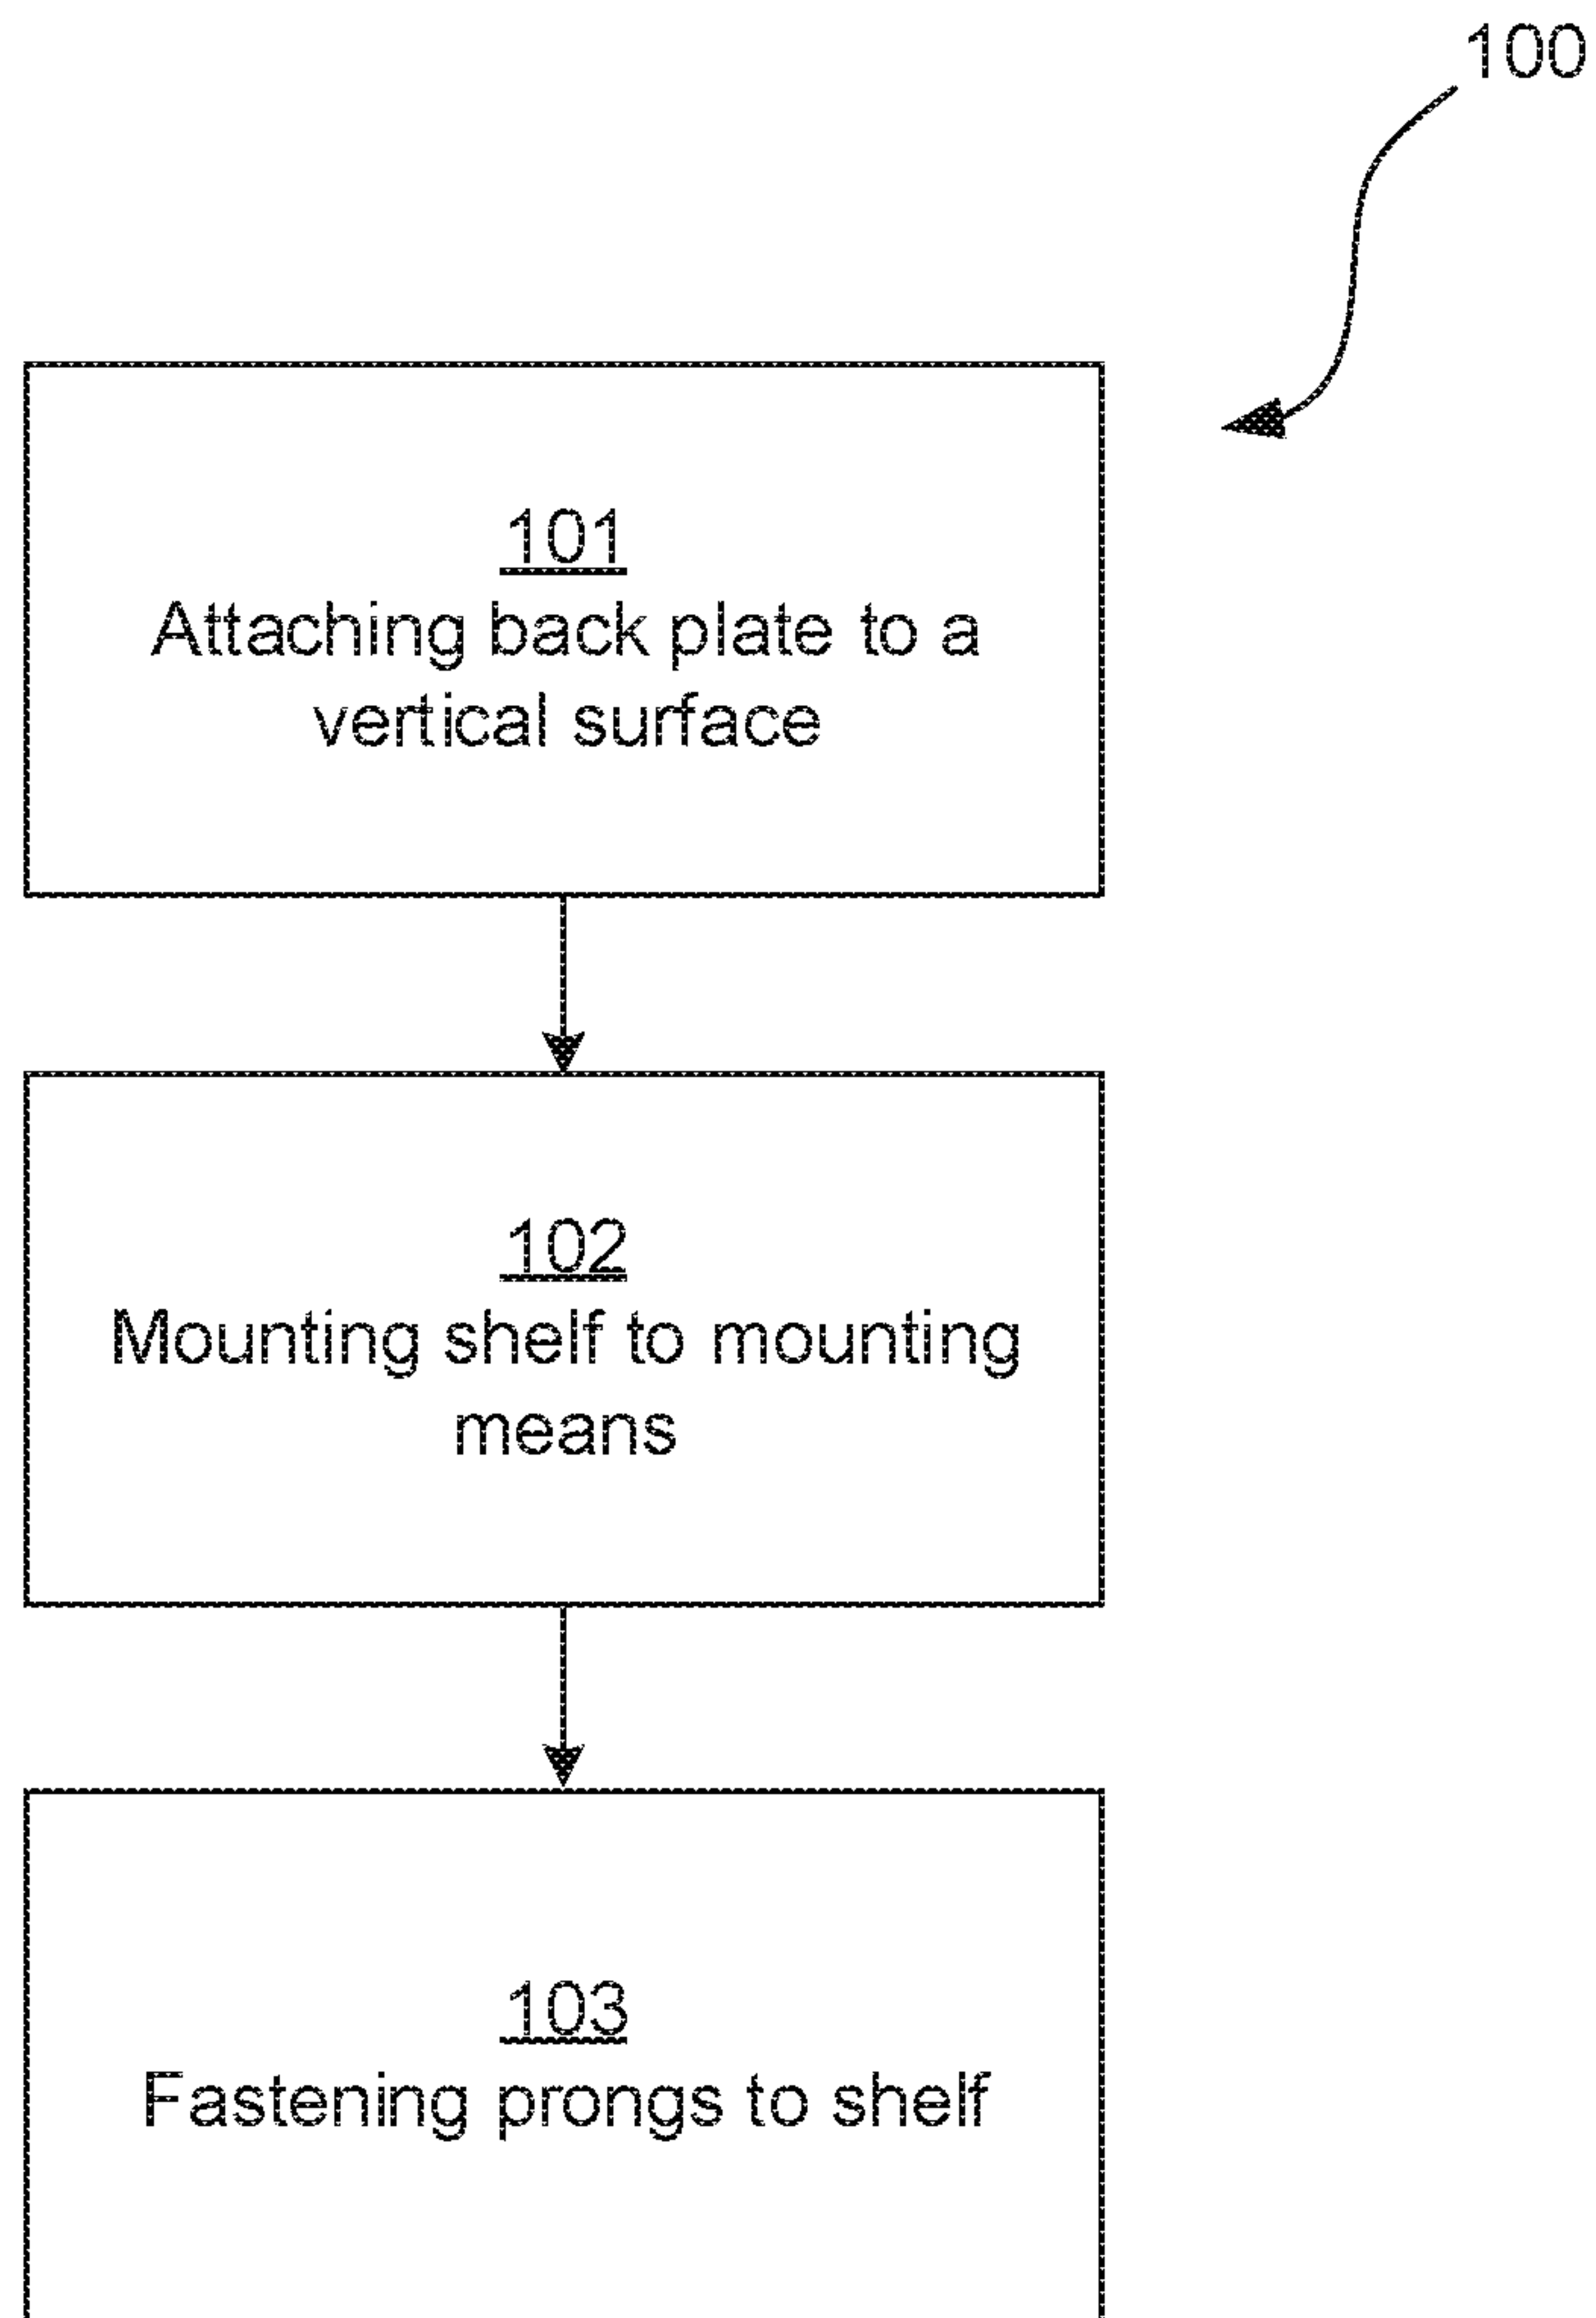 100
101
Attaching back plate to a
vertical surface
102
Mounting shelf to mounting
means
103
Fastening prongs to shelf